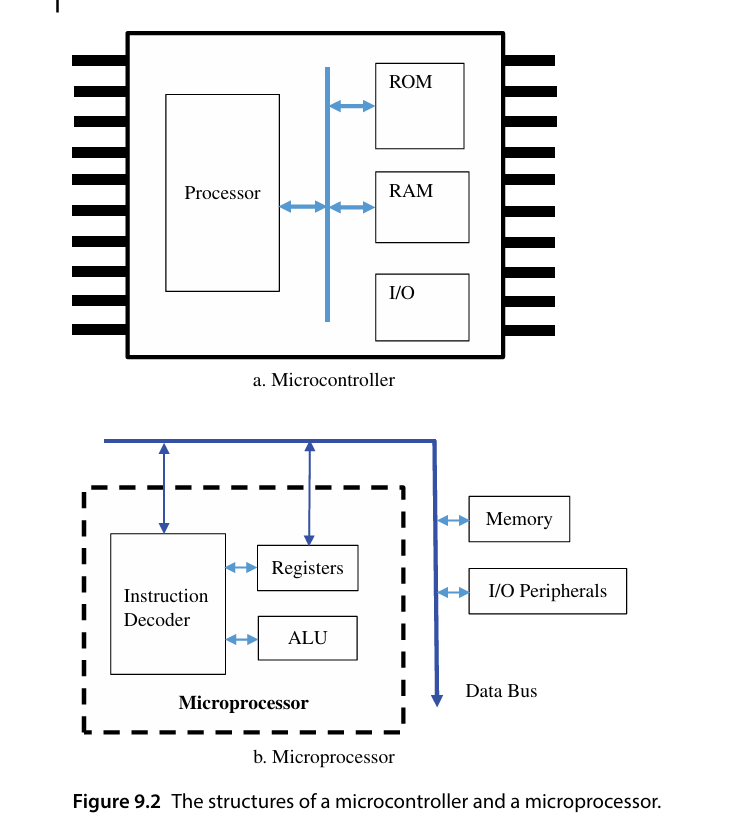 ROM
Processor
RAM
I/O
a. Microcontroller
Memory
Registers
I/O Peripherals
Instruction
Decoder
ALU
Data Bus
Microprocessor
b. Microprocessor
Figure 9.2 The structures of a microcontroller and a microprocessor.